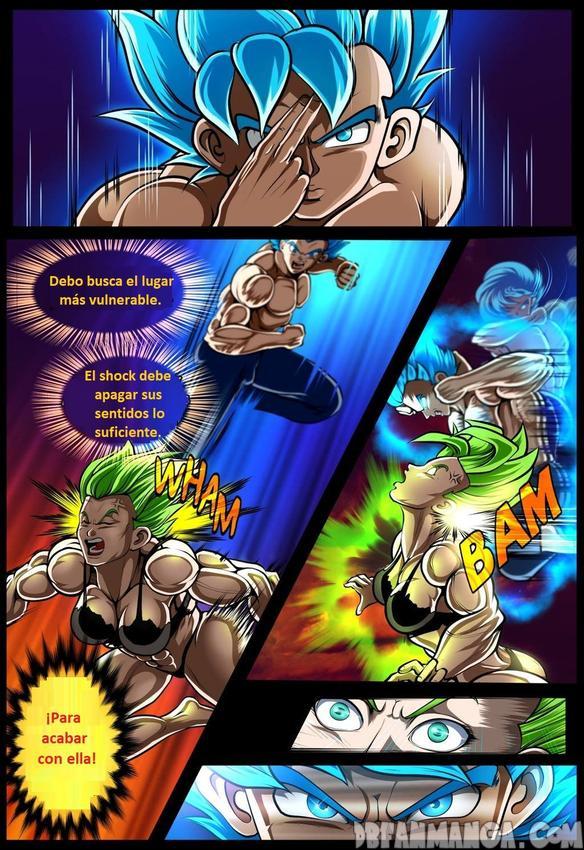 Debo busca el lugar
más vulnerable.
El shock debe
apagar sus
sentidos lo
suficiente.
WHAM
BAM
¡Para
acabar
con ella!
DBFANMANGA.COM